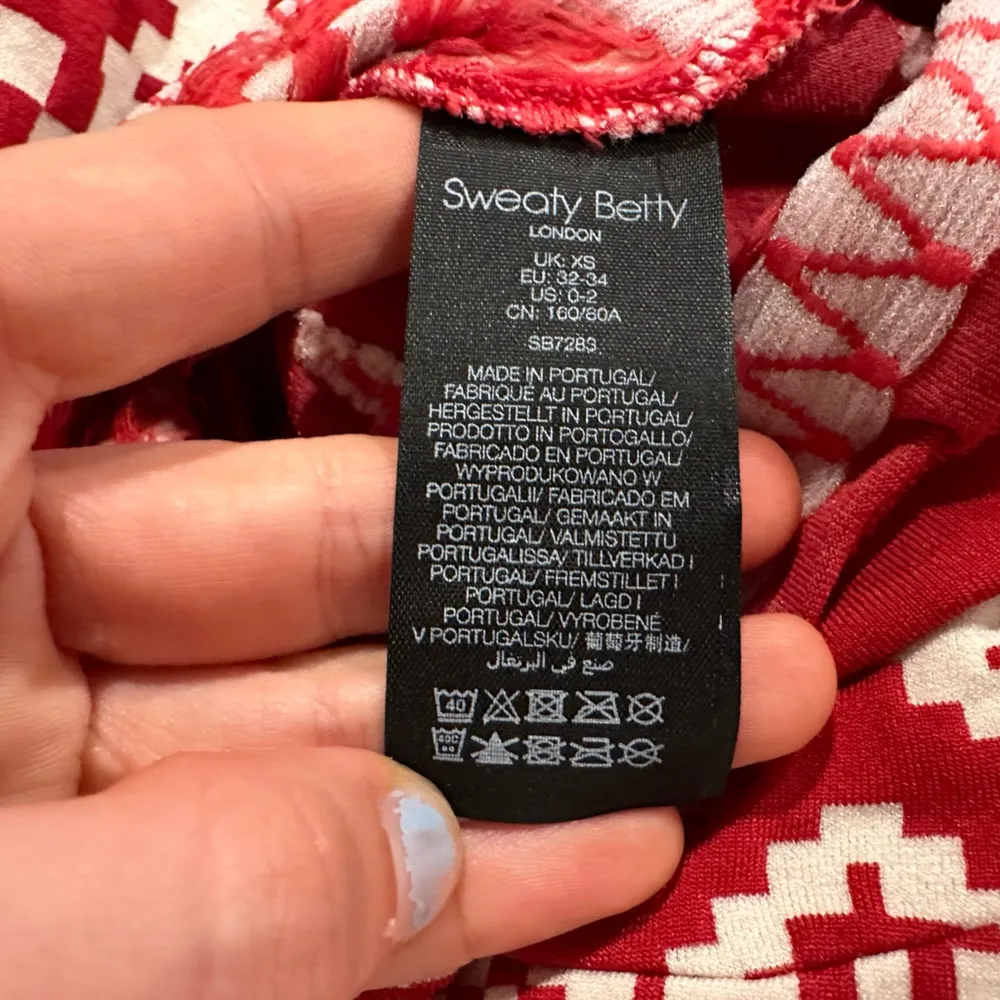 Sweaty Betty
LONDON
UK: XS
EU: 32-34
US: 0-2
CN: 160/80A
SB7283
MADE IN PORTUGAL/
FABRIQUÉ AU PORTUGAL/
HERGESTELLT IN PORTUGAL/
PRODOTTO IN PORTOGALLO/
FABRICADO EN PORTUGAL/
WYPRODUKOWANO W
PORTUGALII/ FABRICADO EM
PORTUGAL/ GEMAAKT IN
PORTUGAL/ VALMISTETTU
PORTUGALISSA/ TILLVERKAD I
PORTUGAL/ FREMSTILLET I
PORTUGAL/ LAGD I
PORTUGAL/ VYROBENÉ
V PORTUGALSKU/ 葡萄牙制造/
صنع في البرتغال
40